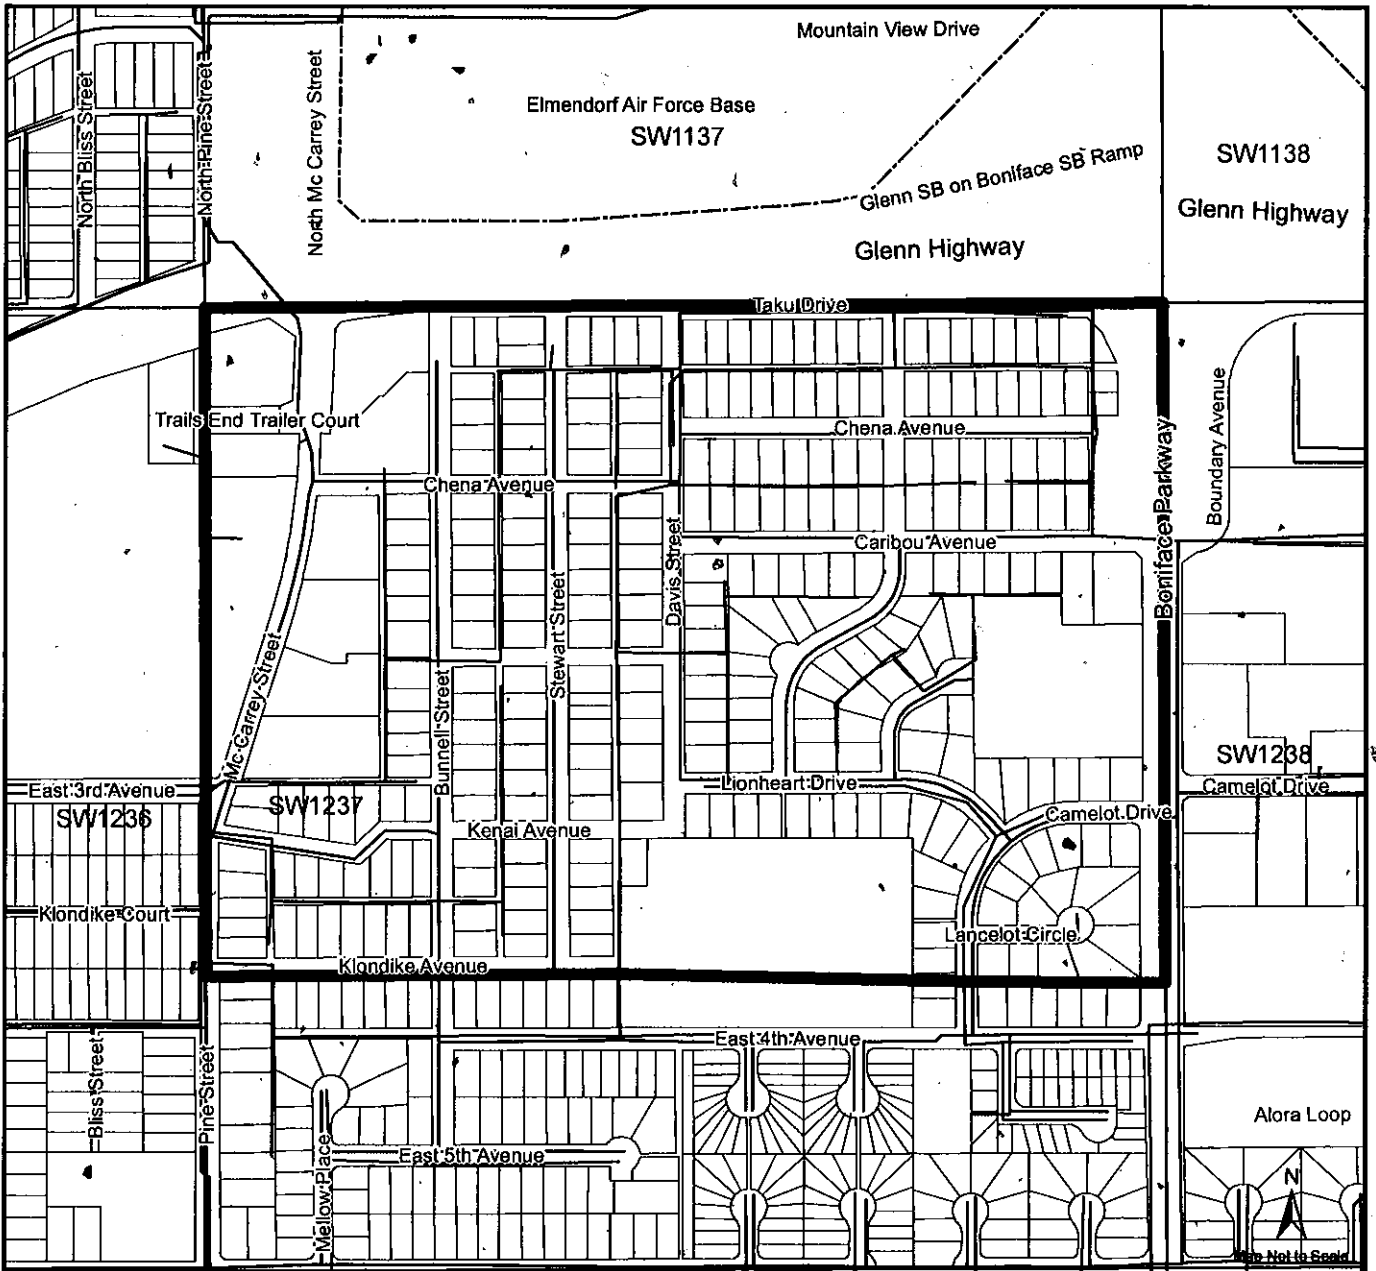 Mountain View Drive
North Mc Carrey Street
North Bliss Street
North Pine Street
Elmendorf Air Force Base
SW1137
SW1138
Glenn SB on Boniface SB Ramp
Glenn Highway
Glenn Highway
Taku Drive
Trails End Trailer Court
Chena Avenue
Boundary Avenue
Boniface Parkway
Chena Avenue
Caribou Avenue
Davis Street
Stewart Street
Mc Carrey Street
Bunnell Street
SW1238
East 3rd Avenue
Lionheart Drive
Camelot Drive
SW1236
SW1237
Camelot Drive
Kenai Avenue
Klondike Court
Lancelot Circle
Klondike Avenue
East 4th Avenue
Bliss Street
Pine Street
Alora Loop
East 5th Avenue
Mellow Place
N
Map Not to Scale